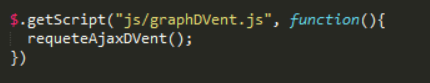 $.getScript("js/graphDVent.js", function(){
  requeteAjaxDVent();
})